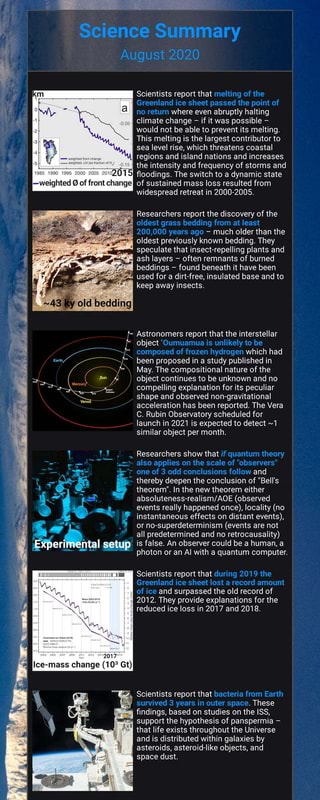 Science Summary
August 2020
km
a
2015
1985 1990 1995 2000 2005 2010
weighted Ø of front change
Scientists report that melting of the
Greenland ice sheet passed the point of
no return where even abruptly halting
climate change – if it was possible –
would not be able to prevent its melting.
This melting is the largest contributor to
sea level rise, which threatens coastal
regions and island nations and increases
the intensity and frequency of storms and
floodings. The switch to a dynamic state
of sustained mass loss resulted from
widespread retreat in 2000-2005.
~43 ky old bedding
Researchers report the discovery of the
oldest grass bedding from at least
200,000 years ago – much older than the
oldest previously known bedding. They
speculate that insect-repelling plants and
ash layers – often remnants of burned
beddings – found beneath it have been
used for a dirt-free, insulated base and to
keep away insects.
Earth
Mercury
Sun
Astronomers report that the interstellar
object ʻOumuamua is unlikely to be
composed of frozen hydrogen which had
been proposed in a study published in
May. The compositional nature of the
object continues to be unknown and no
compelling explanation for its peculiar
shape and observed non-gravitational
acceleration has been reported. The Vera
C. Rubin Observatory scheduled for
launch in 2021 is expected to detect ~1
similar object per month.
Experimental setup
Researchers show that if quantum theory
also applies on the scale of "observers"
one of 3 odd conclusions follow and
thereby deepen the conclusion of "Bell's
theorem". In the new theorem either
absoluteness-realism/AOE (observed
events really happened once), locality (no
instantaneous effects on distant events),
or no-superdeterminism (events are not
all predetermined and no retrocausality)
is false. An observer could be a human, a
photon or an AI with a quantum computer.
2017
Ice-mass change (10³ Gt)
Scientists report that during 2019 the
Greenland ice sheet lost a record amount
of ice and surpassed the old record of
2012. They provide explanations for the
reduced ice loss in 2017 and 2018.
Scientists report that bacteria from Earth
survived 3 years in outer space. These
findings, based on studies on the ISS,
support the hypothesis of panspermia –
that life exists throughout the Universe
and is distributed within galaxies by
asteroids, asteroid-like objects, and
space dust.